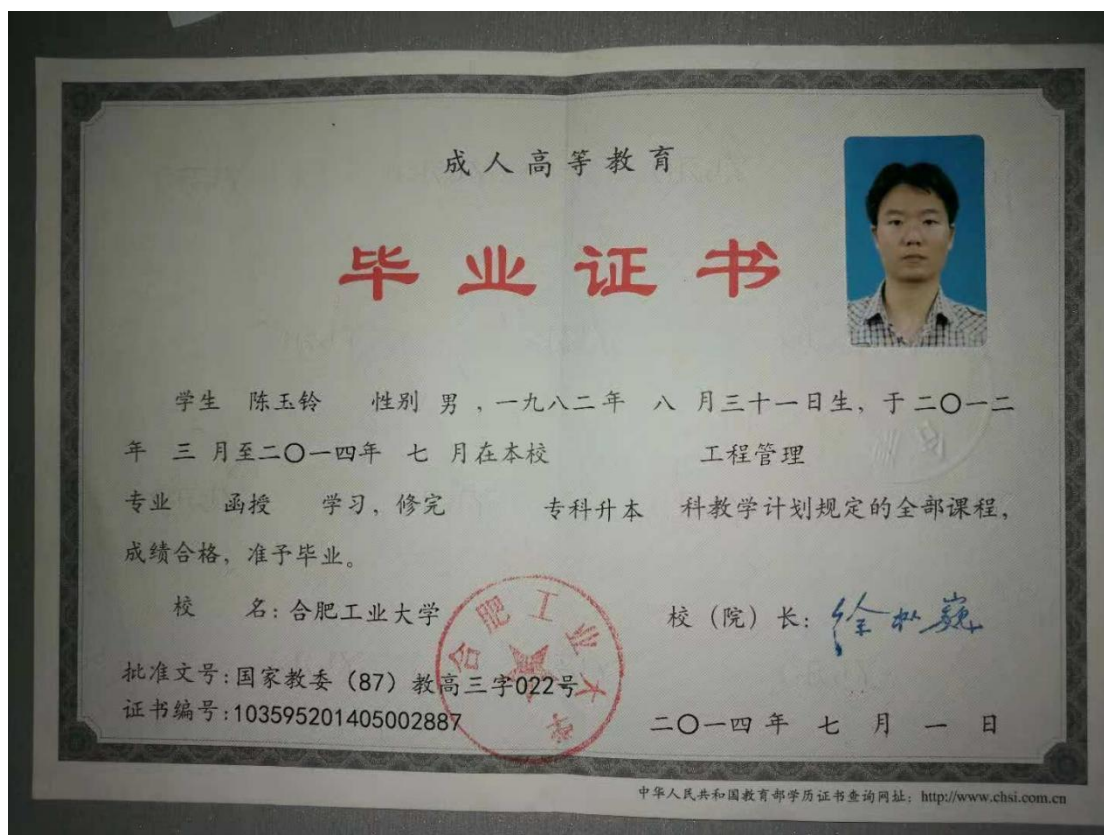 成人高等教育
毕业证书
学生 陈玉铃 性别 男 ,一九八二年 八 月三十一日生, 于二〇一二
年 三 月至二〇一四年 七 月在本校 工程管理
专业 函授 学习, 修完 专科升本 科教学计划规定的全部课程,
成绩合格, 准予毕业。
校 名: 合肥工业大学
校 (院) 长:
合肥工业大学
批准文号: 国家教委 (87) 教高三字022号
证书编号: 103595201405002887
二〇一四 年 七 月 一 日
中华人民共和国教育部学历证书查询网址: http://www.chsi.com.cn